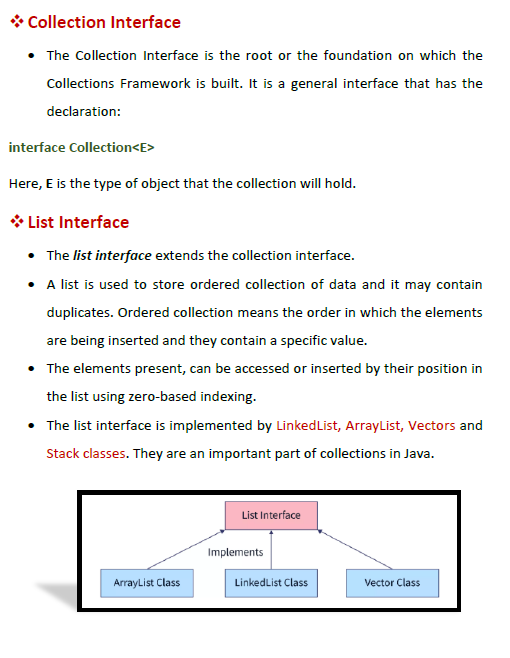 ❖ Collection Interface
• The Collection Interface is the root or the foundation on which the
Collections Framework is built. It is a general interface that has the
declaration:
interface Collection<E>
Here, E is the type of object that the collection will hold.
❖ List Interface
• The list interface extends the collection interface.
• A list is used to store ordered collection of data and it may contain
duplicates. Ordered collection means the order in which the elements
are being inserted and they contain a specific value.
• The elements present, can be accessed or inserted by their position in
the list using zero-based indexing.
• The list interface is implemented by LinkedList, ArrayList, Vectors and
Stack classes. They are an important part of collections in Java.
List Interface
Implements
ArrayList Class
LinkedList Class
Vector Class